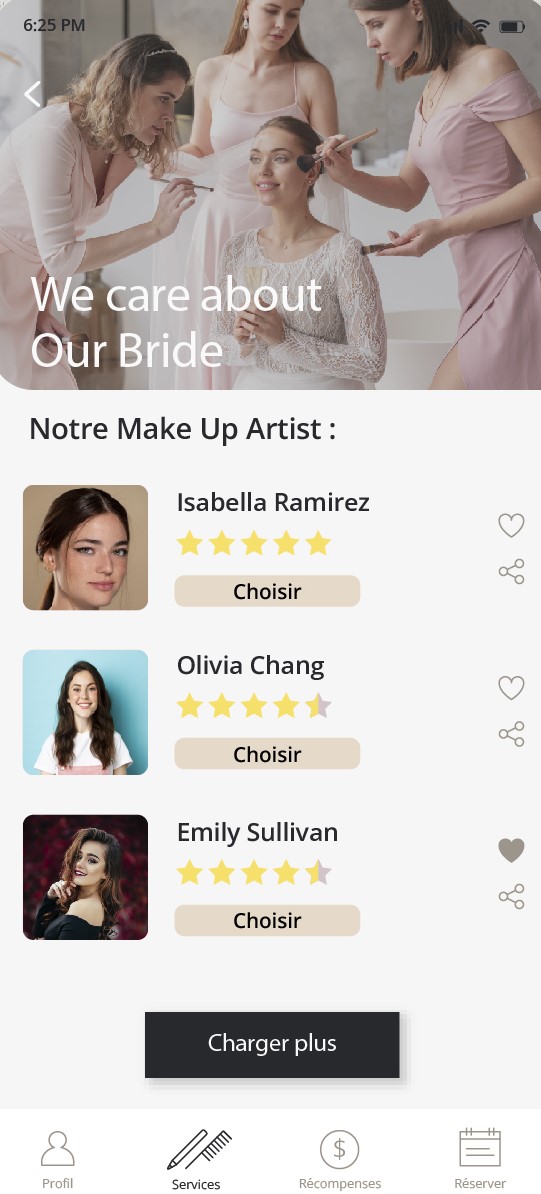 6:25 PM
We care about
Our Bride
Notre Make Up Artist :
Isabella Ramirez
Choisir
Olivia Chang
Choisir
Emily Sullivan
Choisir
Charger plus
$
Profil
Services
Récompenses
Réserver